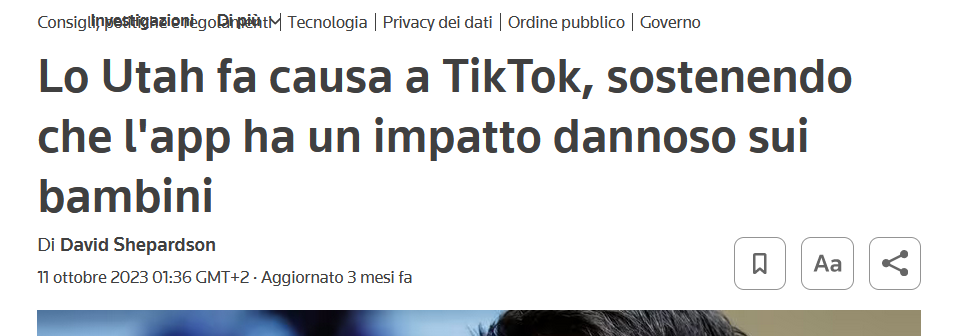 Consigli, politiche e regolamenti | Tecnologia | Privacy dei dati | Ordine pubblico | Governo
Investigazioni Di più
Lo Utah fa causa a TikTok, sostenendo
che l'app ha un impatto dannoso sui
bambini
Di David Shepardson
11 ottobre 2023 01:36 GMT+2 · Aggiornato 3 mesi fa
Aa